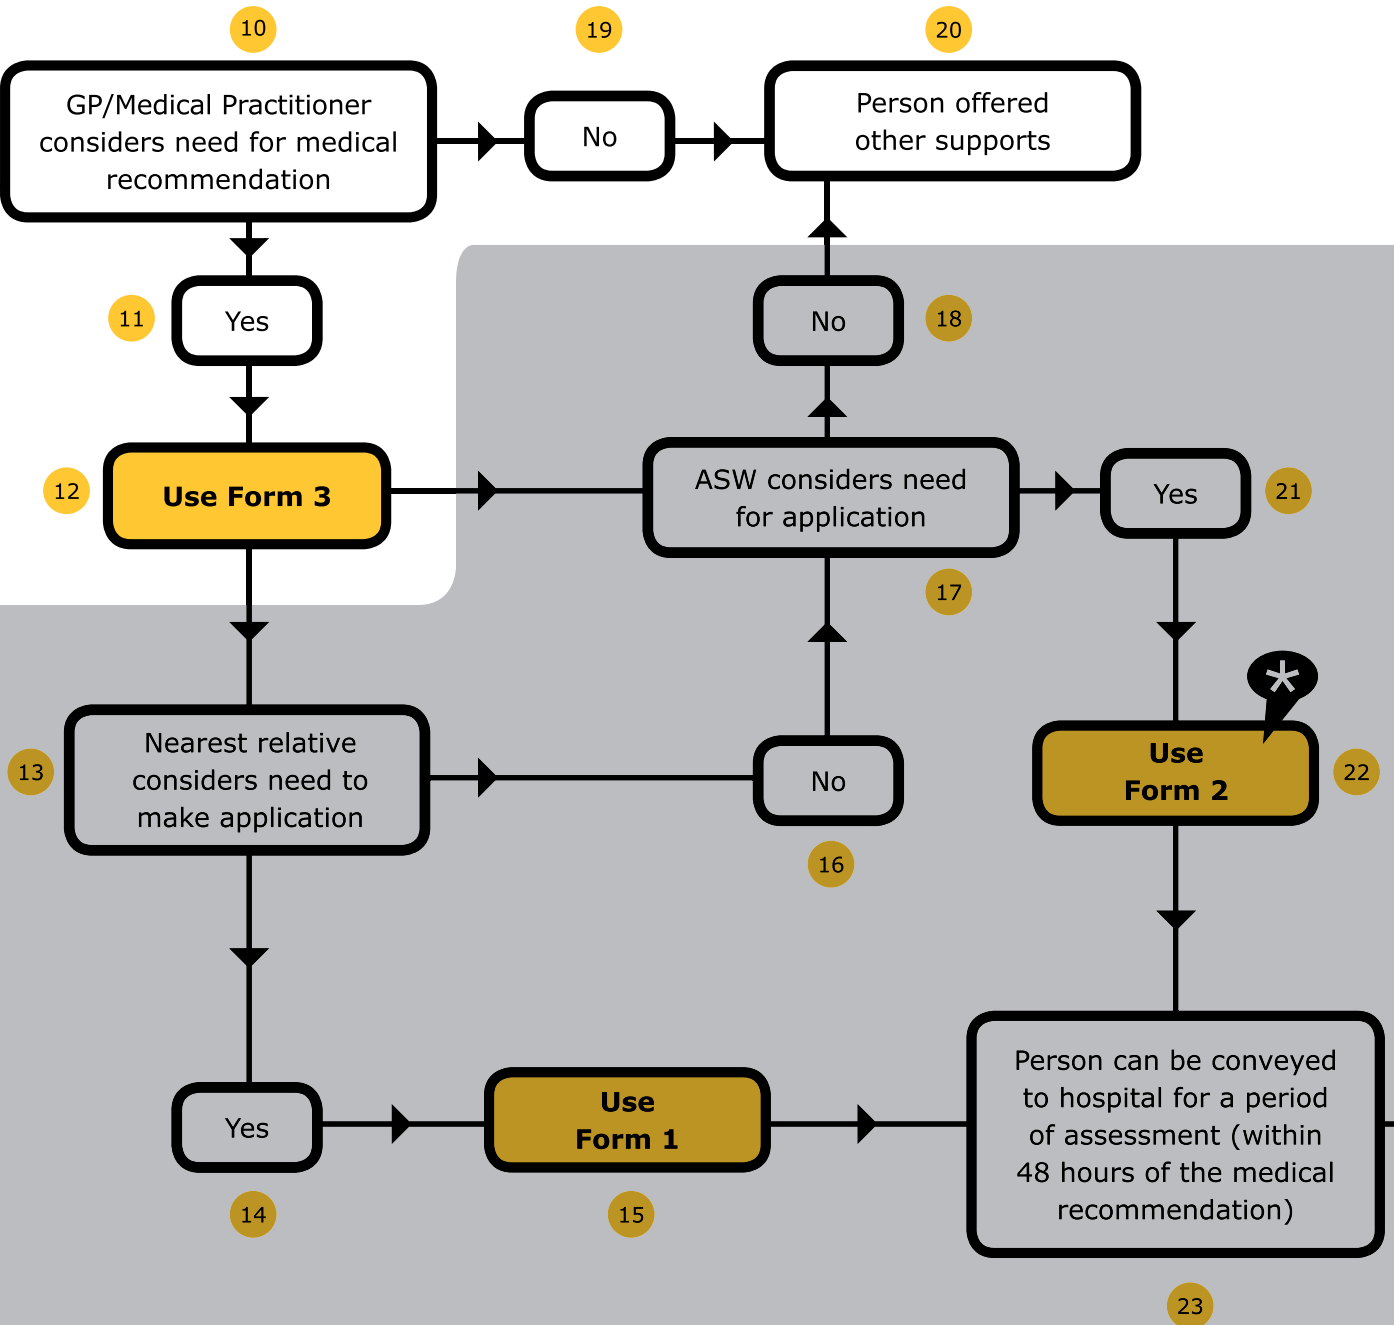 10
19
20
GP/Medical Practitioner
considers need for medical
recommendation
No
Person offered
other supports
11
Yes
No
18
12
Use Form 3
ASW considers need
for application
Yes
21
17
13
Nearest relative
considers need to
make application
No
16
*
Use
Form 2
22
Yes
14
Use
Form 1
15
Person can be conveyed
to hospital for a period
of assessment (within
48 hours of the medical
recommendation)
23